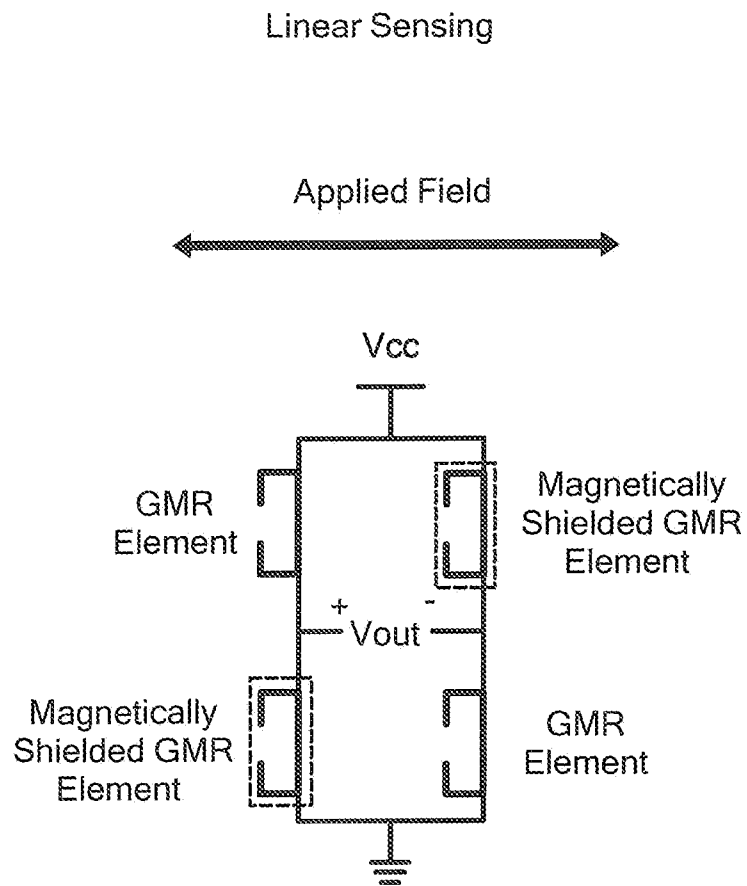 Linear Sensing
Applied Field
Vcc
GMR
Element
Magnetically
Shielded GMR
Element
+
-
Vout
Magnetically
Shielded GMR
Element
GMR
Element